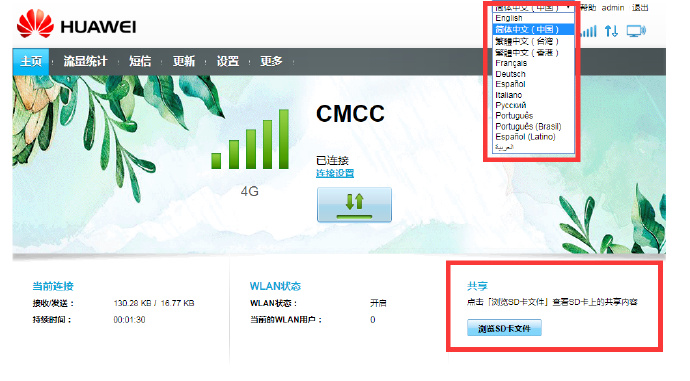 HUAWEI
简体中文（中国） 帮助 admin 退出
English
简体中文（中国）
繁體中文（台湾）
繁體中文（香港）
Français
Deutsch
Español
Italiano
Русский
Português
Português (Brasil)
Español (Latino)
العربية
主页 流量统计 短信 更新 设置 更多
CMCC
已连接
连接设置
4G
当前连接
接收/发送： 130.28 KB / 16.77 KB
持续时间： 00:01:30
WLAN状态
WLAN状态： 开启
当前的WLAN用户： 0
共享
点击「浏览SD卡文件」查看SD卡上的共享内容
浏览SD卡文件